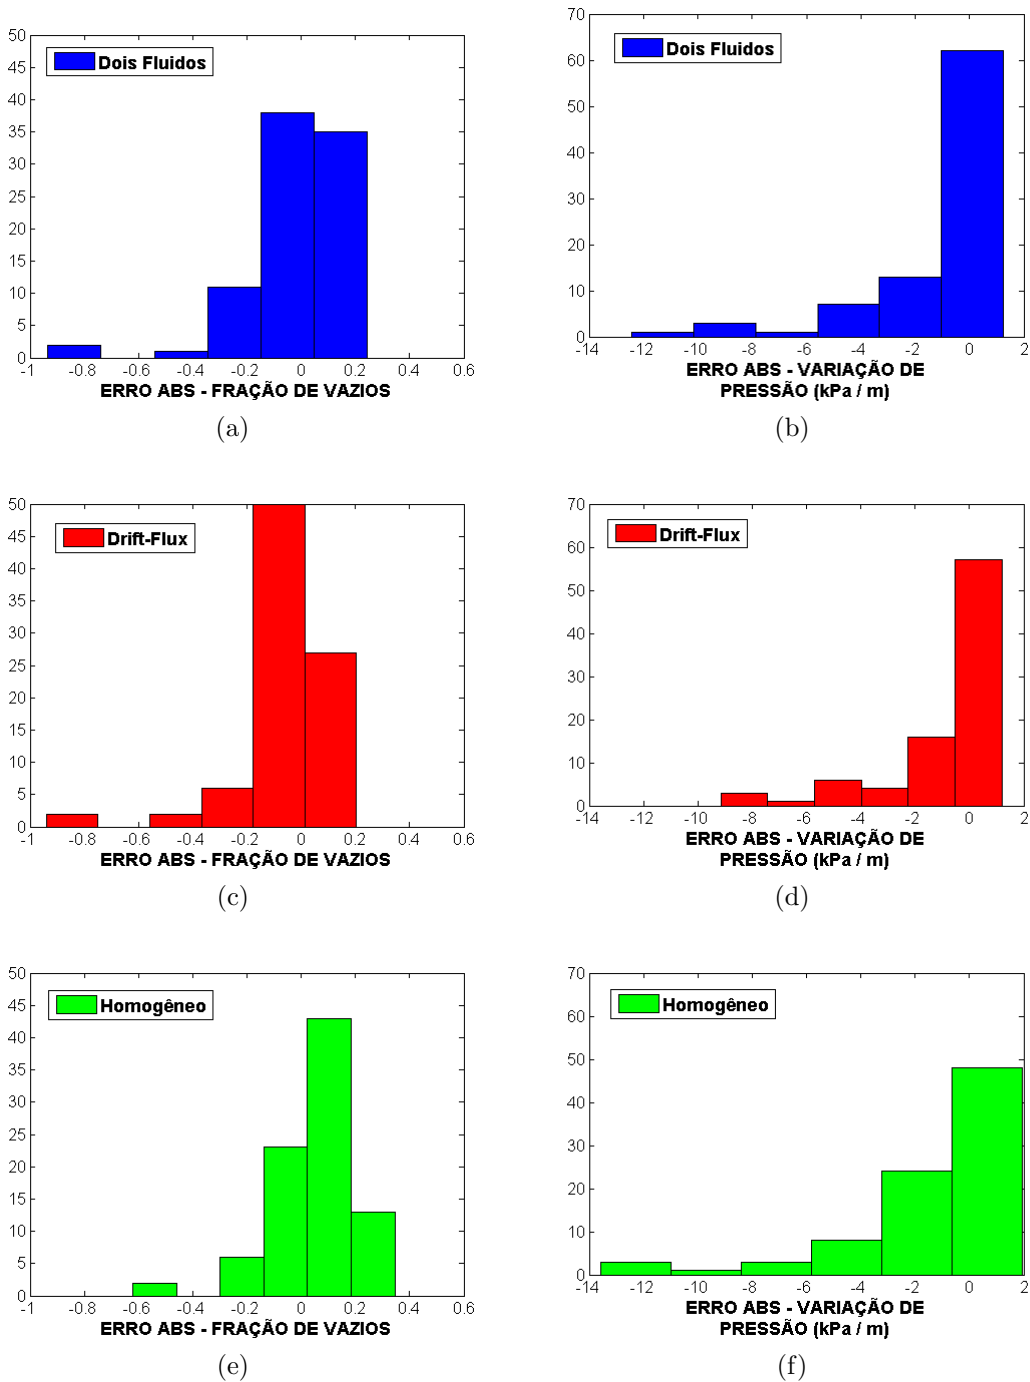 50
45
40
35
30
25
20
15
10
5
0
Dois Fluidos
-1 -0.8 -0.6 -0.4 -0.2 0 0.2 0.4 0.6
ERRO ABS - FRAÇÃO DE VAZIOS
(a)
70
60
50
40
30
20
10
0
Dois Fluidos
-14 -12 -10 -8 -6 -4 -2 0 2
ERRO ABS - VARIAÇÃO DE
PRESSÃO (kPa / m)
(b)
50
45
40
35
30
25
20
15
10
5
0
Drift-Flux
-1 -0.8 -0.6 -0.4 -0.2 0 0.2 0.4 0.6
ERRO ABS - FRAÇÃO DE VAZIOS
(c)
70
60
50
40
30
20
10
0
Drift-Flux
-14 -12 -10 -8 -6 -4 -2 0 2
ERRO ABS - VARIAÇÃO DE
PRESSÃO (kPa / m)
(d)
50
45
40
35
30
25
20
15
10
5
0
Homogêneo
-1 -0.8 -0.6 -0.4 -0.2 0 0.2 0.4 0.6
ERRO ABS - FRAÇÃO DE VAZIOS
(e)
70
60
50
40
30
20
10
0
Homogêneo
-14 -12 -10 -8 -6 -4 -2 0 2
ERRO ABS - VARIAÇÃO DE
PRESSÃO (kPa / m)
(f)